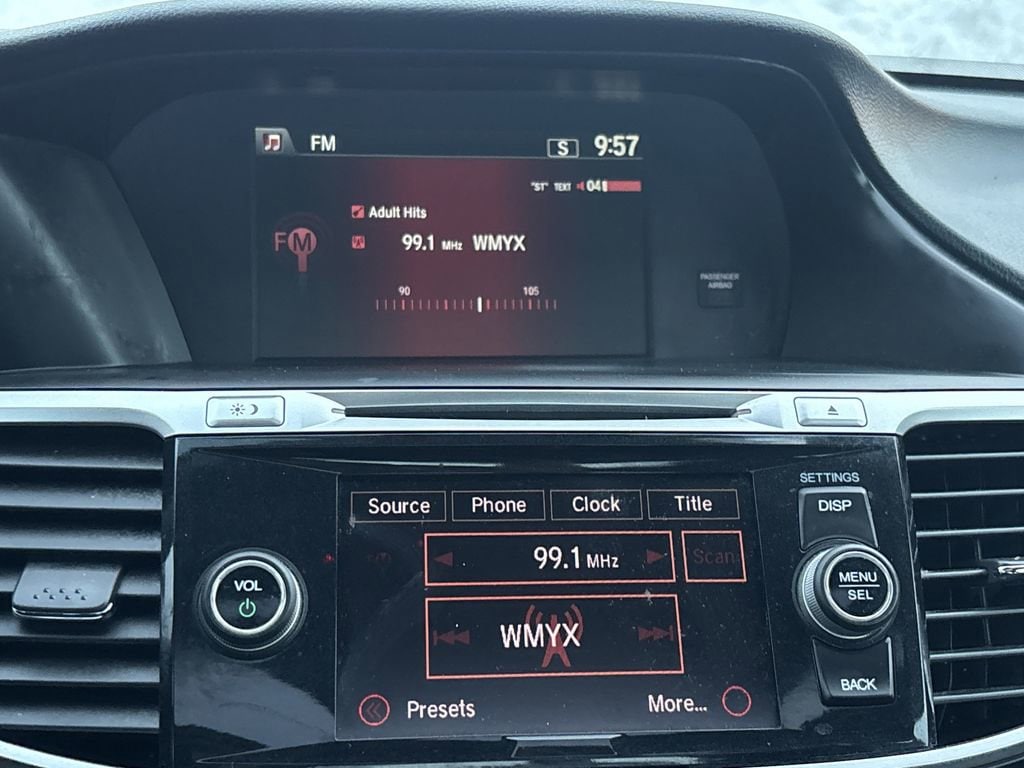 FM S 9:57
"ST" TEXT 04
Adult Hits
FM
99.1 MHz WMYX
90 105
PASSENGER
AIRBAG
SETTINGS
DISP
Source Phone Clock Title
99.1 MHz Scan
VOL
MENU
SEL
WMYX
BACK
Presets More...